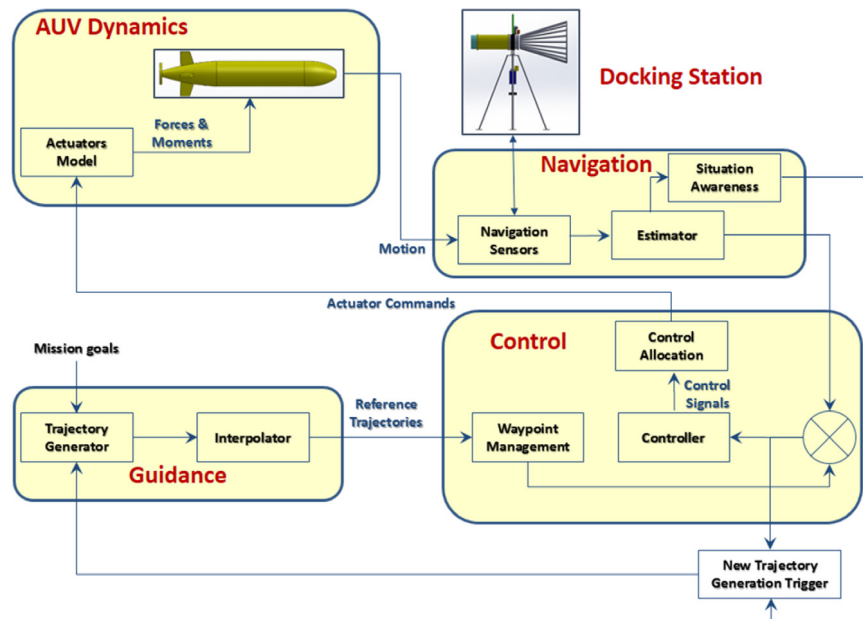 AUV Dynamics
Forces &
Moments
Actuators
Model
Docking Station
Navigation
Situation
Awareness
Navigation
Sensors
Estimator
Motion
Actuator Commands
Control
Control
Allocation
Control
Signals
Mission goals
Reference
Trajectories
Trajectory
Generator
Interpolator
Guidance
Waypoint
Management
Controller
New Trajectory
Generation Trigger